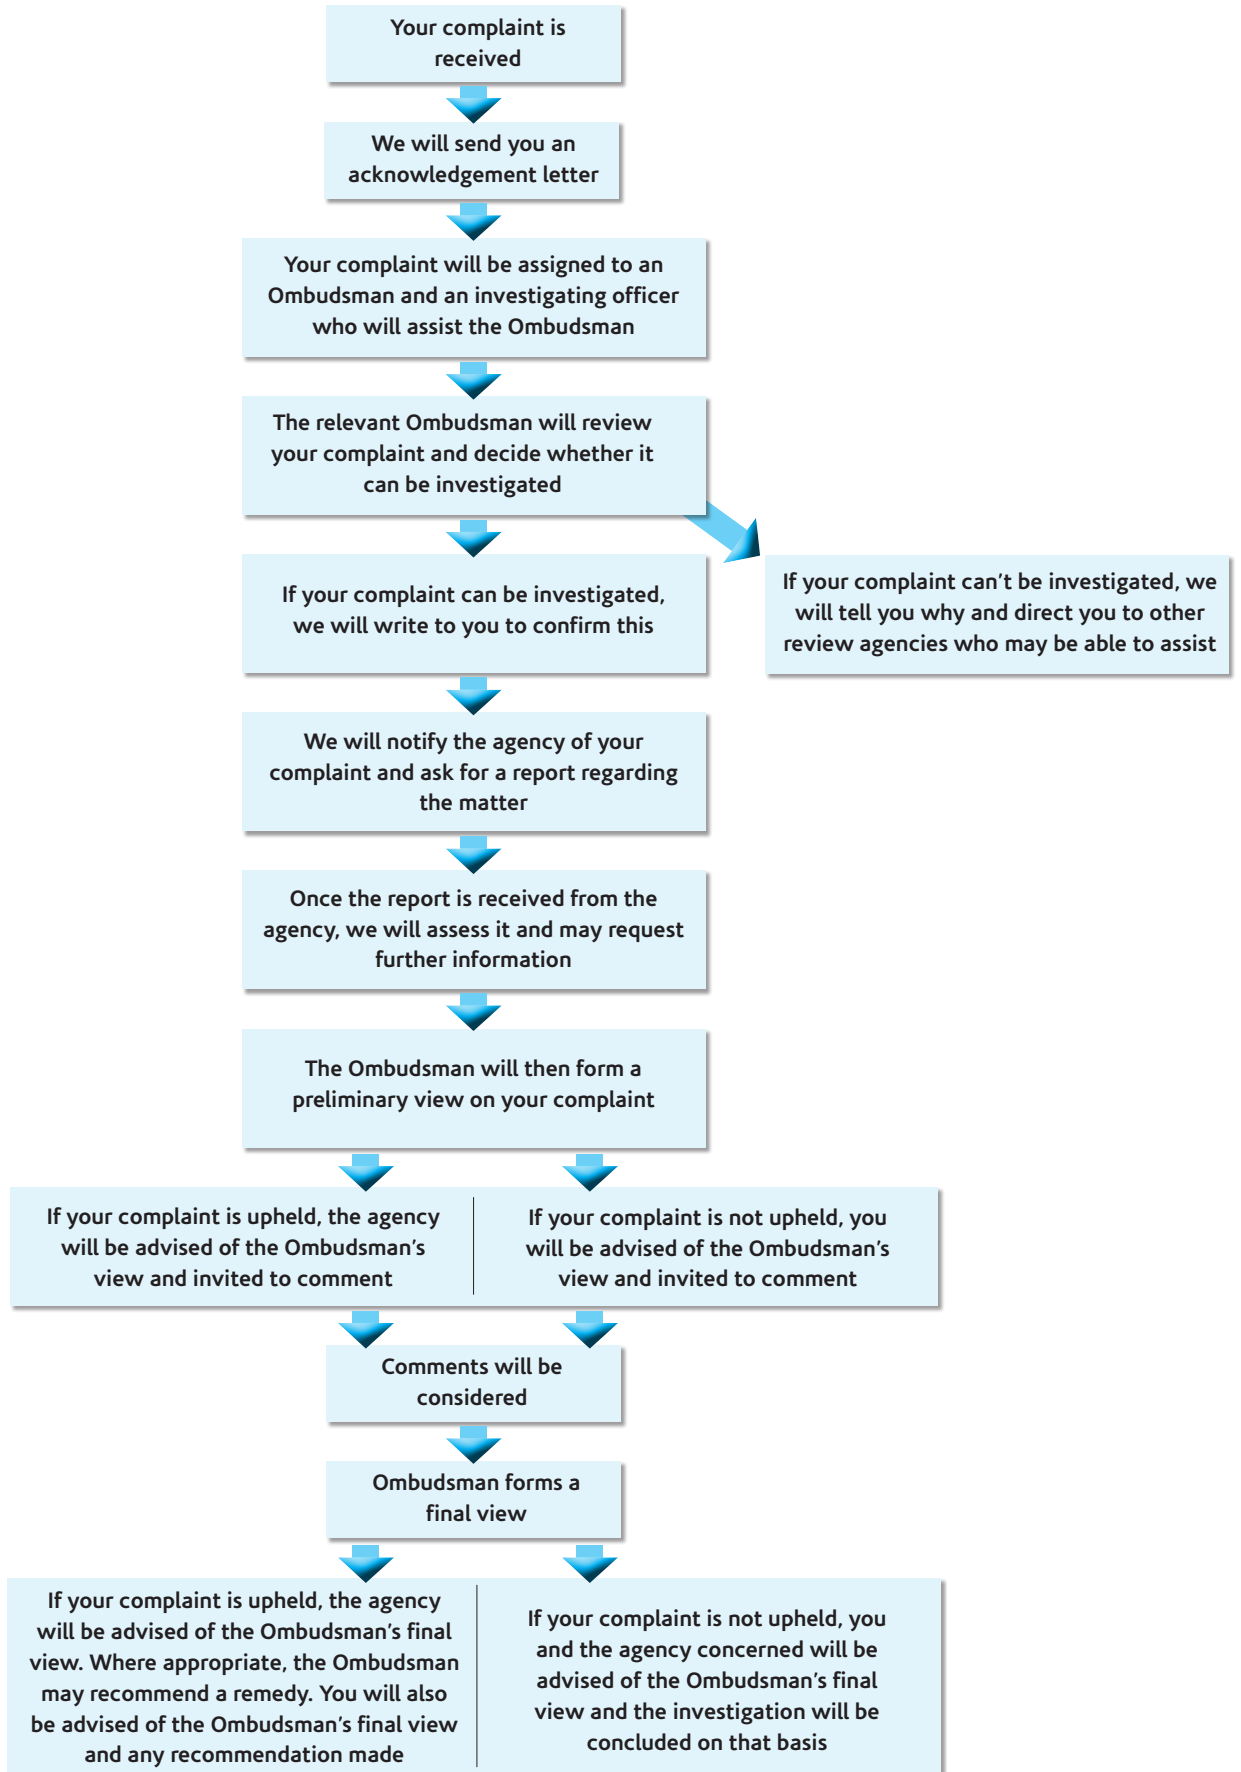 Your complaint is
received
We will send you an
acknowledgement letter
Your complaint will be assigned to an
Ombudsman and an investigating officer
who will assist the Ombudsman
The relevant Ombudsman will review
your complaint and decide whether it
can be investigated
If your complaint can be investigated,
we will write to you to confirm this
If your complaint can’t be investigated, we
will tell you why and direct you to other
review agencies who may be able to assist
We will notify the agency of your
complaint and ask for a report regarding
the matter
Once the report is received from the
agency, we will assess it and may request
further information
The Ombudsman will then form a
preliminary view on your complaint
If your complaint is upheld, the agency
will be advised of the Ombudsman’s
view and invited to comment
If your complaint is not upheld, you
will be advised of the Ombudsman’s
view and invited to comment
Comments will be
considered
Ombudsman forms a
final view
If your complaint is upheld, the agency
will be advised of the Ombudsman’s final
view. Where appropriate, the Ombudsman
may recommend a remedy. You will also
be advised of the Ombudsman’s final view
and any recommendation made
If your complaint is not upheld, you
and the agency concerned will be
advised of the Ombudsman’s final
view and the investigation will be
concluded on that basis